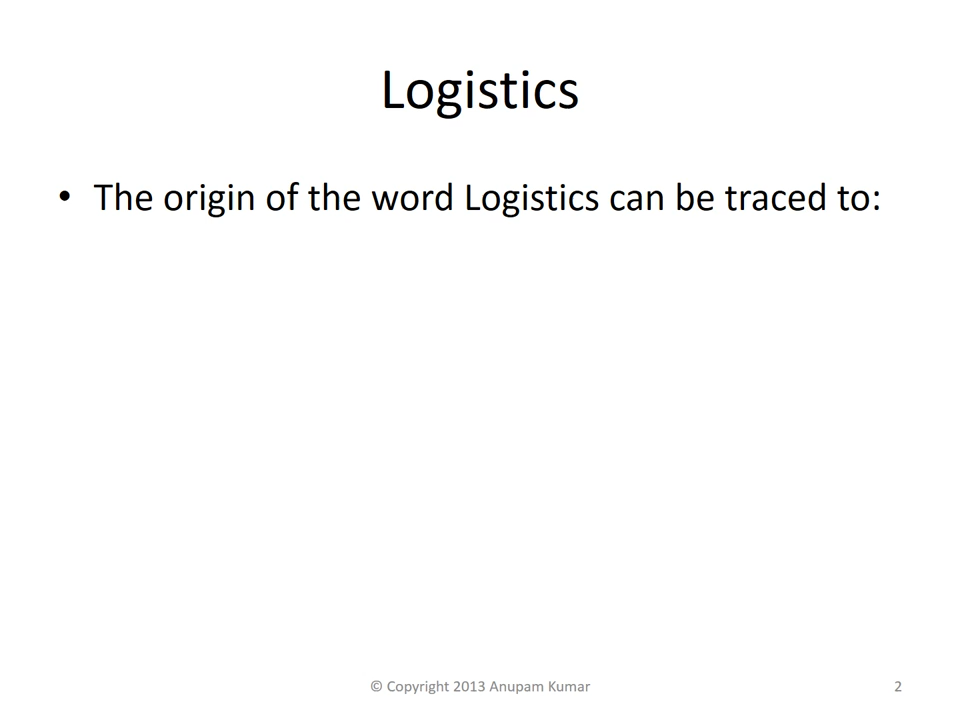 Logistics
• The origin of the word Logistics can be traced to:
© Copyright 2013 Anupam Kumar
2